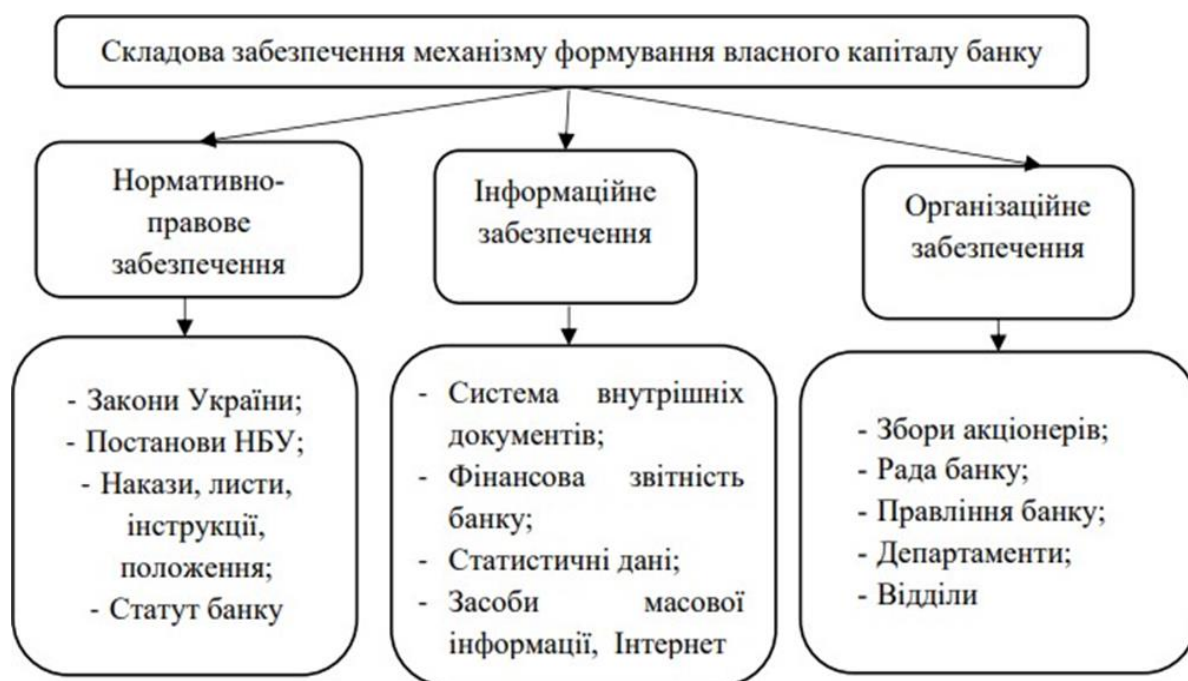 Складова забезпечення механізму формування власного капіталу банку
Нормативно-
правове
забезпечення
Інформаційне
забезпечення
Організаційне
забезпечення
- Закони України;
- Постанови НБУ;
- Накази, листи,
інструкції,
положення;
- Статут банку
- Система внутрішніх
документів;
- Фінансова звітність
банку;
- Статистичні дані;
- Засоби масової
інформації, Інтернет
- Збори акціонерів;
- Рада банку;
- Правління банку;
- Департаменти;
- Відділи